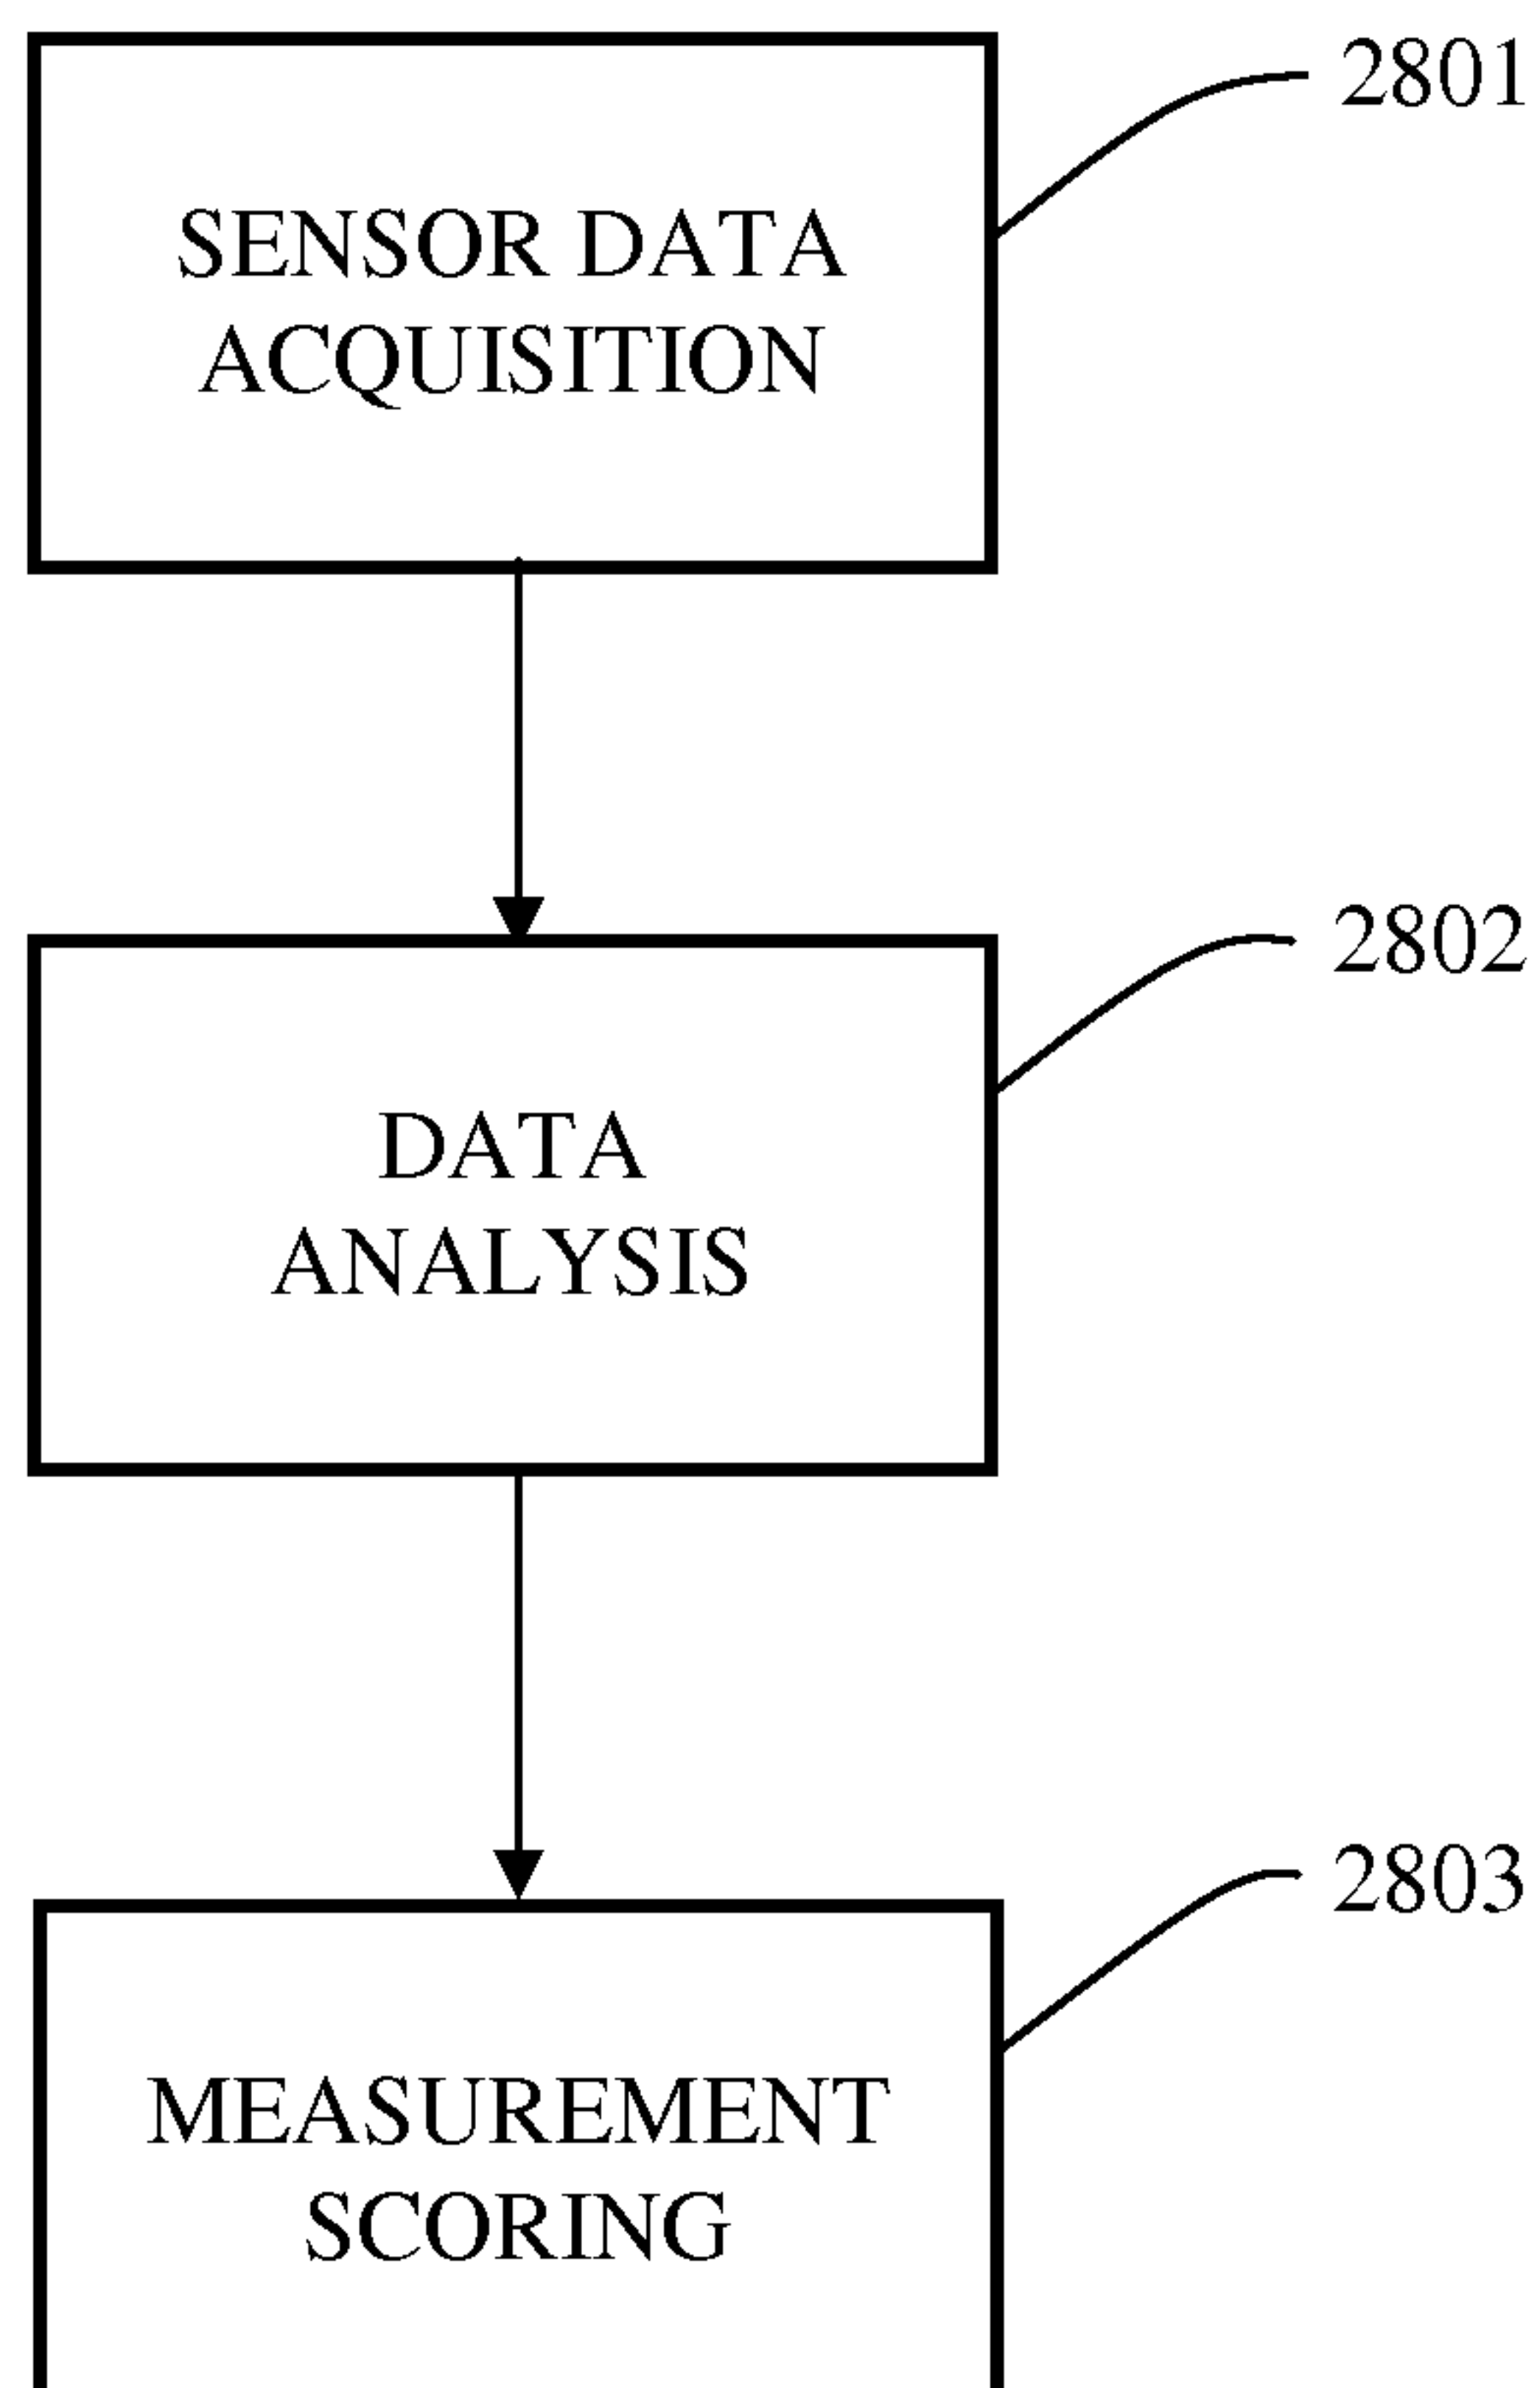 2801
SENSOR DATA
ACQUISITION
2802
DATA
ANALYSIS
2803
MEASUREMENT
SCORING